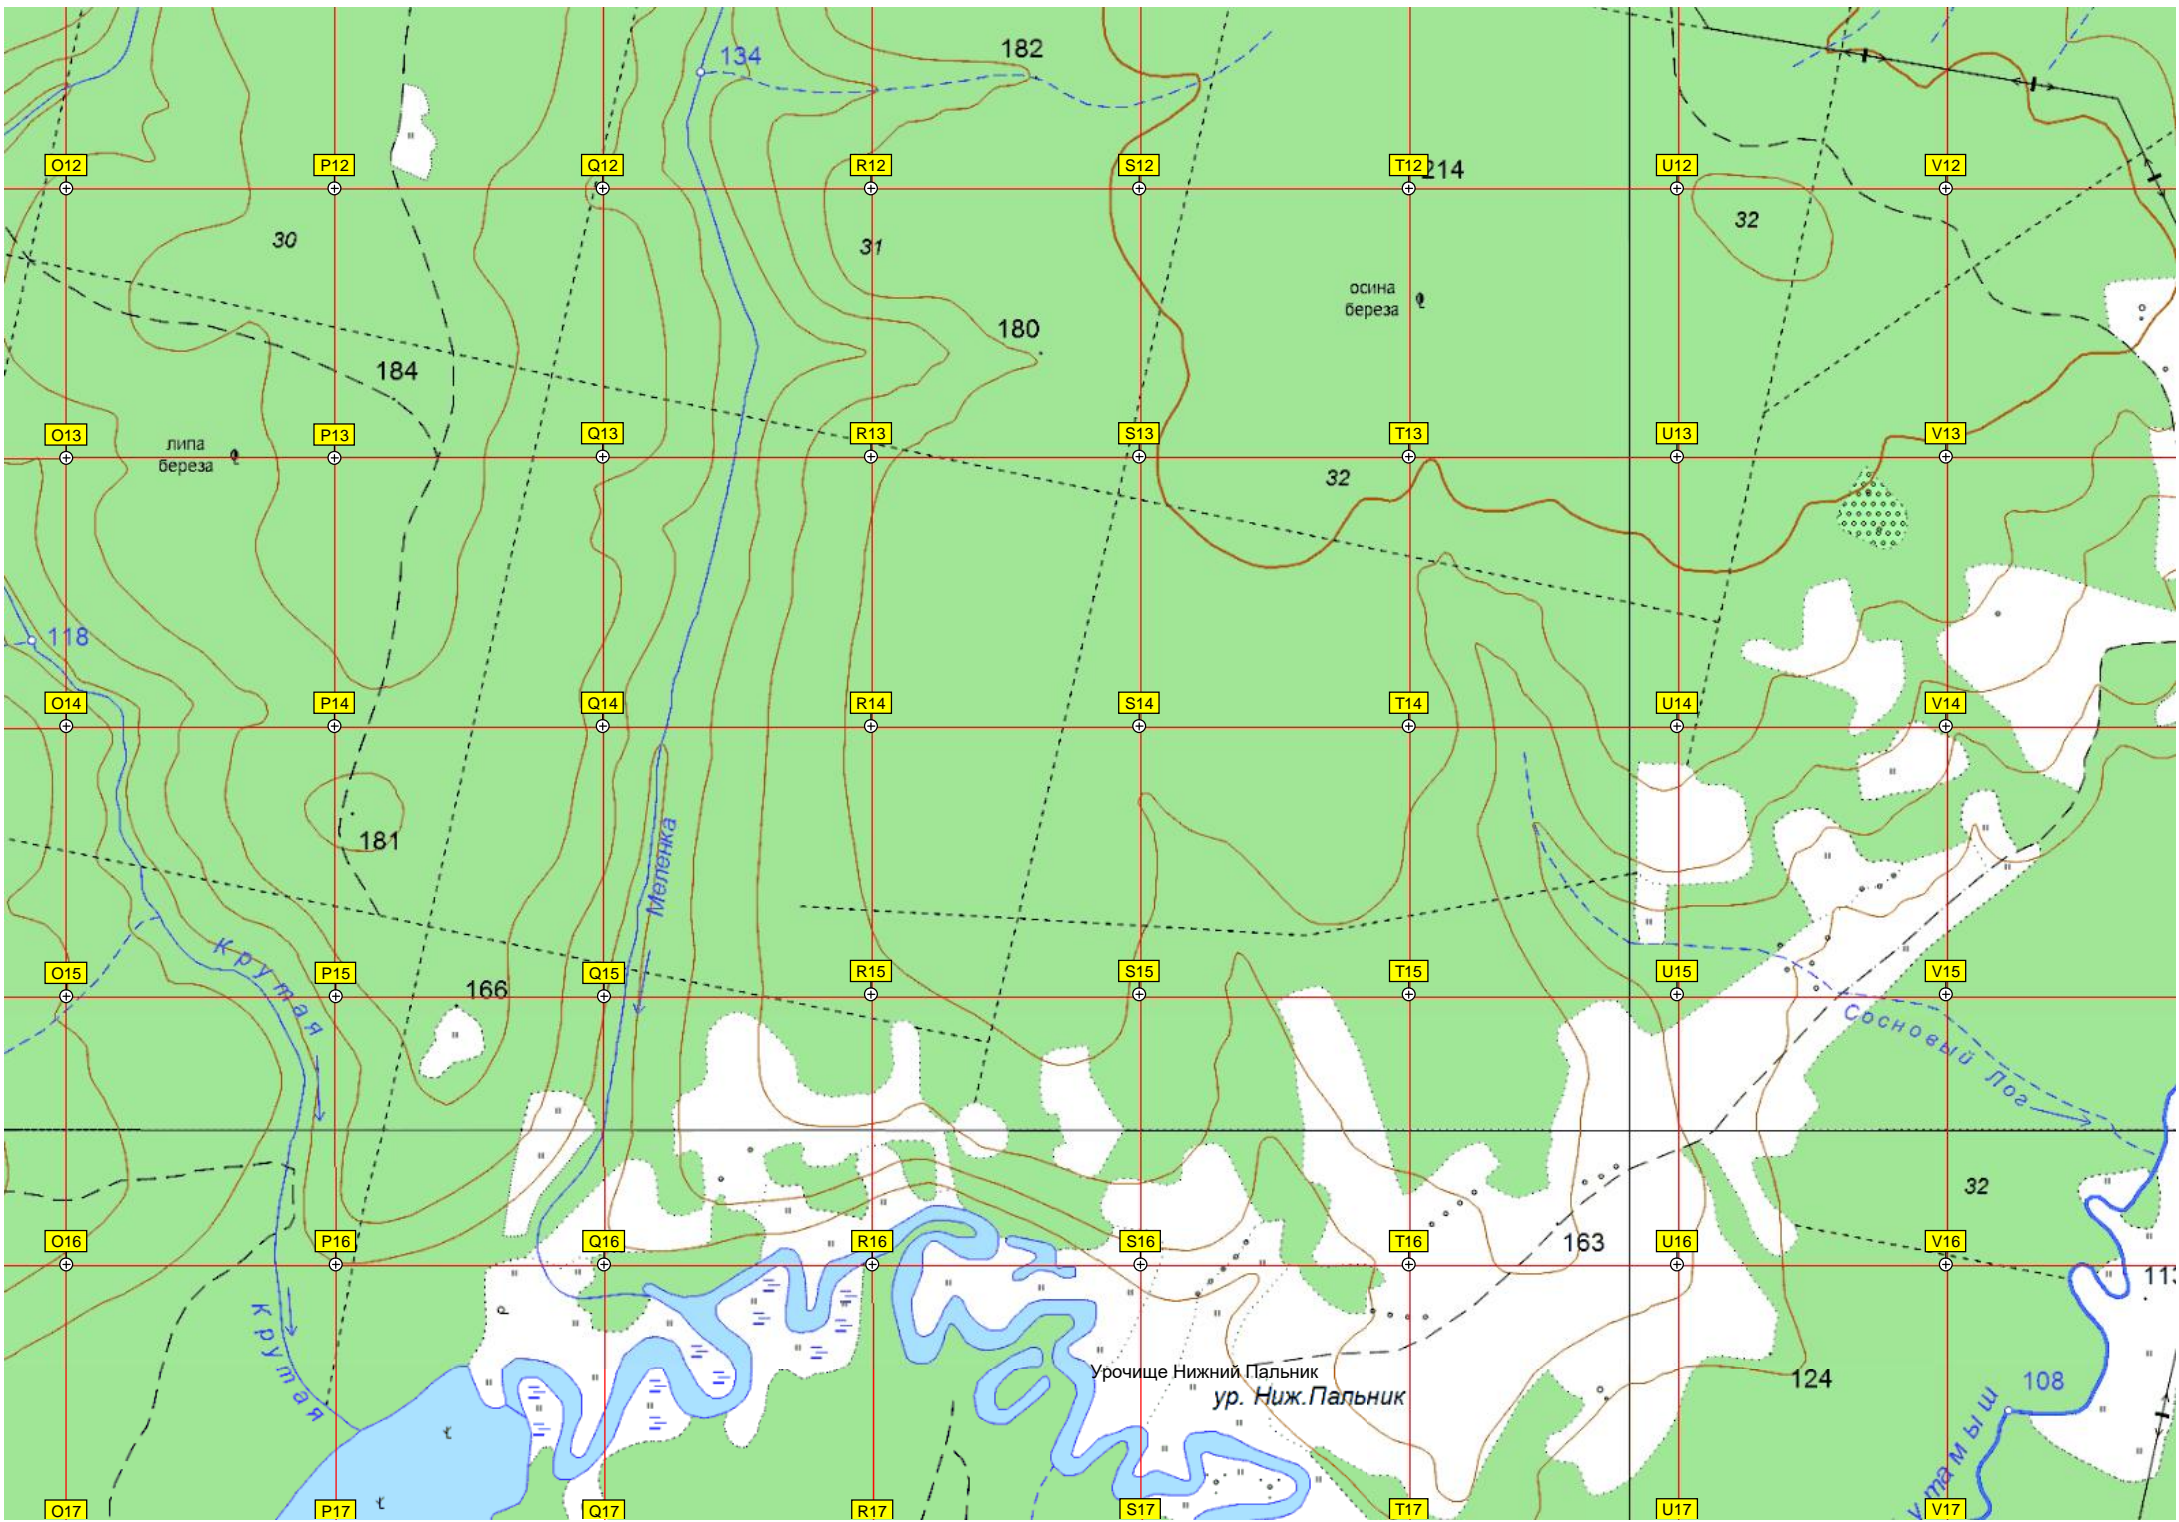 134
182
O12
P12
Q12
R12
S12
T12
214
U12
V12
30
31
32
осина
береза
180
184
O13
P13
Q13
R13
S13
T13
U13
V13
липа
береза
32
118
O14
P14
Q14
R14
S14
T14
U14
V14
181
Меленка
Крутая
O15
P15
166
Q15
R15
S15
T15
U15
V15
Сосновый Лог
32
O16
P16
Q16
R16
S16
T16
163
U16
V16
113
Крутая
Р
Урочище Нижний Пальник
ур. Ниж.Пальник
124
108
утамыш
O17
P17
Q17
R17
S17
T17
U17
V17